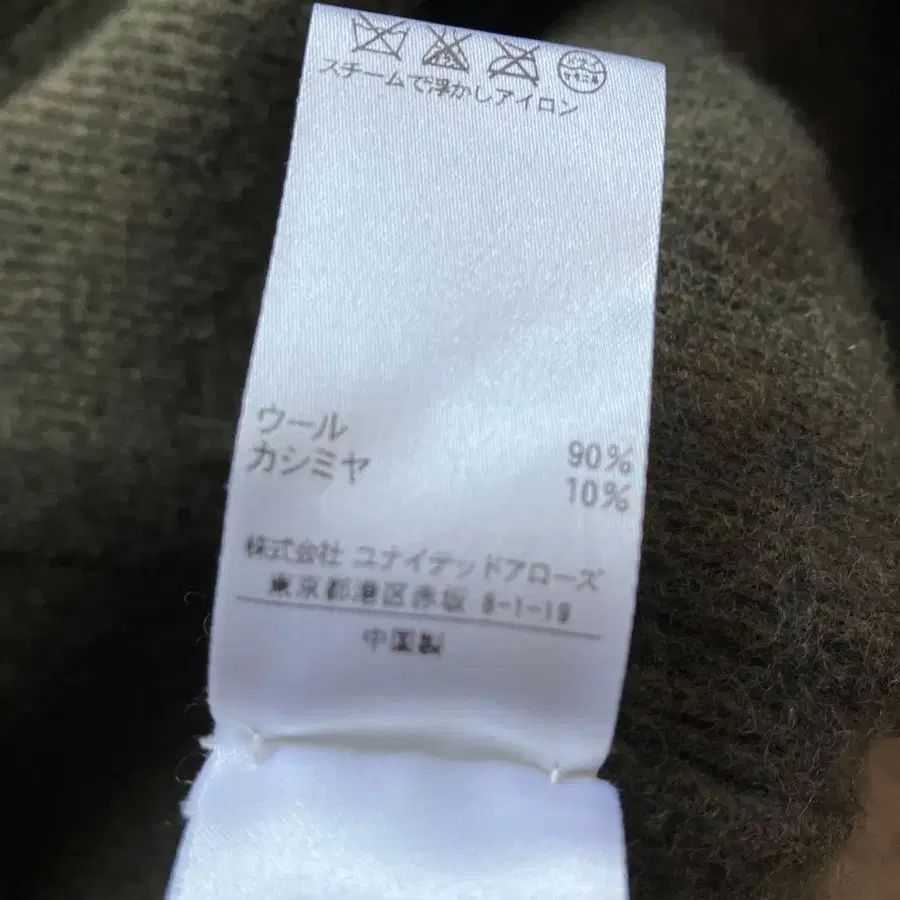 スチームで浮かしアイロン
ウール 90%
カシミヤ 10%
株式会社 ユナイテッドアローズ
東京都港区赤坂 8-1-19
中国製